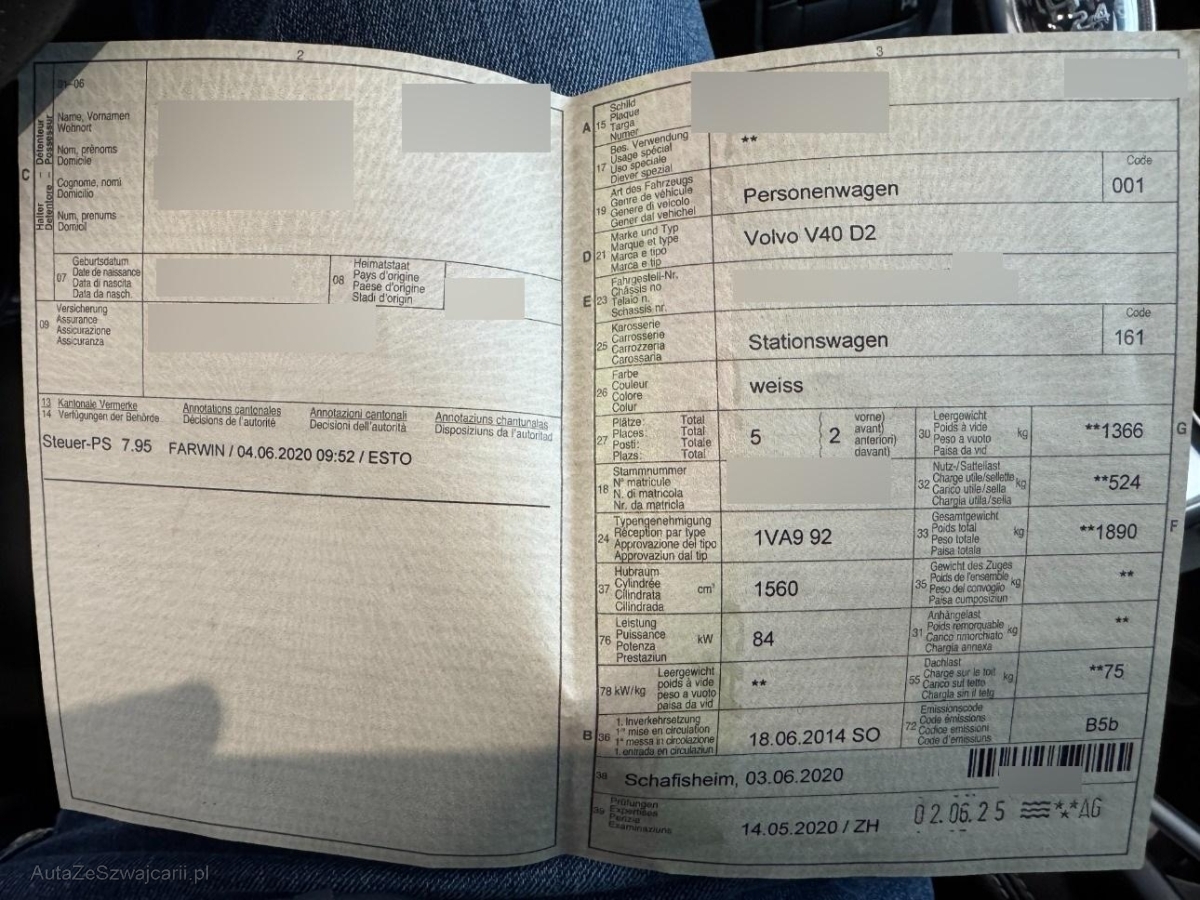 2
01-06
Halter – Détenteur
Detentore – Possessur
C
Name, Vornamen
Wohnort
Nom, prénoms
Domicile
Cognome, nomi
Domicilio
Num, prenums
Domicil
07
Geburtsdatum
Date de naissance
Data di nascita
Data da nasch.
08
Heimatstaat
Pays d'origine
Paese d'origine
Stadi d'origin
09
Versicherung
Assurance
Assicurazione
Assicuranza
13 Kantonale Vermerke
14 Verfügungen der Behörde
Annotations cantonales
Décisions de l'autorité
Annotazioni cantonali
Decisioni dell'autorità
Annotaziuns chantunalas
Disposiziuns da l'autoritad
Steuer-PS 7.95 FARWIN / 04.06.2020 09:52 / ESTO
3
A 15
Schild
Plaque
Targa
Numer
17
Bes. Verwendung
Usage spécial
Uso speciale
Diever spezial
**
19
Art des Fahrzeugs
Genre de véhicule
Genere di veicolo
Gener dal vehichel
Personenwagen
Code
001
D 21
Marke und Typ
Marque et type
Marca e tipo
Marca e tip
Volvo V40 D2
E 23
Fahrgestell-Nr.
Châssis no
Telaio n.
Schassis nr.
25
Karosserie
Carrosserie
Carrozzeria
Carossaria
Stationswagen
Code
161
26
Farbe
Couleur
Colore
Colur
weiss
27
Plätze: Total
Places: Total
Posti: Totale
Plazs: Total
5
2
vorne)
avant)
anteriori)
davant)
30
Leergewicht
Poids à vide
Peso a vuoto
Paisa da vid
kg
**1366
G
18
Stammnummer
N° matricule
N. di matricola
Nr. da matricla
32
Nutz-/Sattellast
Charge utile/sellette
Carico utile/sella
Chargia utila/sella
kg
**524
24
Typengenehmigung
Réception par type
Approvazione del tipo
Approvaziun dal tip
1VA9 92
33
Gesamtgewicht
Poids total
Peso totale
Paisa totala
kg
**1890
F
37
Hubraum
Cylindrée
Cilindrata
Cilindrada
cm³
1560
35
Gewicht des Zuges
Poids de l'ensemble
Peso del convoglio
Paisa cumposiziun
kg
**
76
Leistung
Puissance
Potenza
Prestaziun
kW
84
31
Anhängelast
Poids remorquable
Carico rimorchiato
Chargia annexa
kg
**
78 kW/kg
Leergewicht
poids à vide
peso a vuoto
paisa da vid
**
55
Dachlast
Charge sur le toit
Carico sul tetto
Chargia sin il tetg
kg
**75
B 36
1. Inverkehrsetzung
1re mise en circulation
1a messa in circolazione
1. entrada en circulaziun
18.06.2014 SO
72
Emissionscode
Code émissions
Codice emissioni
Code d'emissiuns
B5b
38
Schafisheim, 03.06.2020
39
Prüfungen
Expertises
Perizie
Examinaziuns
14.05.2020 / ZH
02.06.25 **AG
AutaZeSzwajcarii.pl